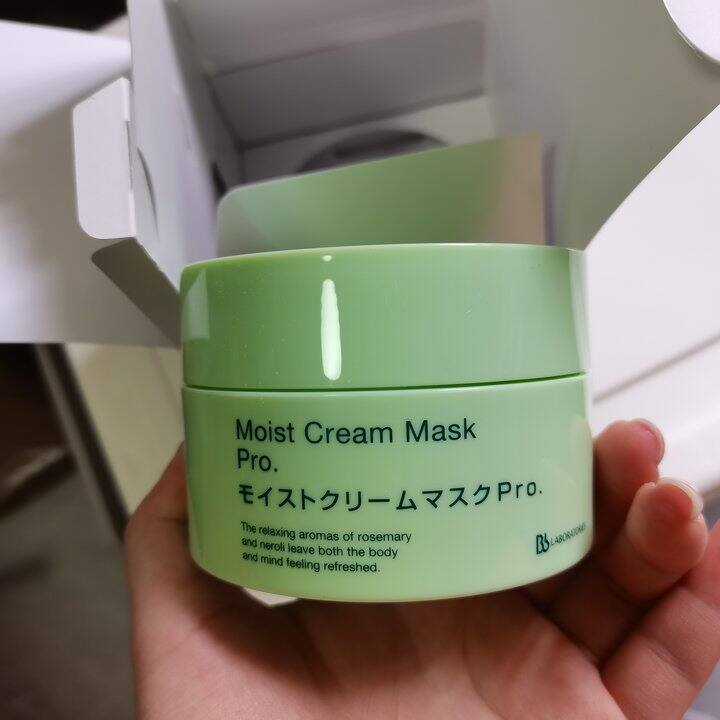 Moist Cream Mask
Pro.
モイストクリームマスクPro.
The relaxing aromas of rosemary
and neroli leave both the body
and mind feeling refreshed.
Bb LABORATORIES